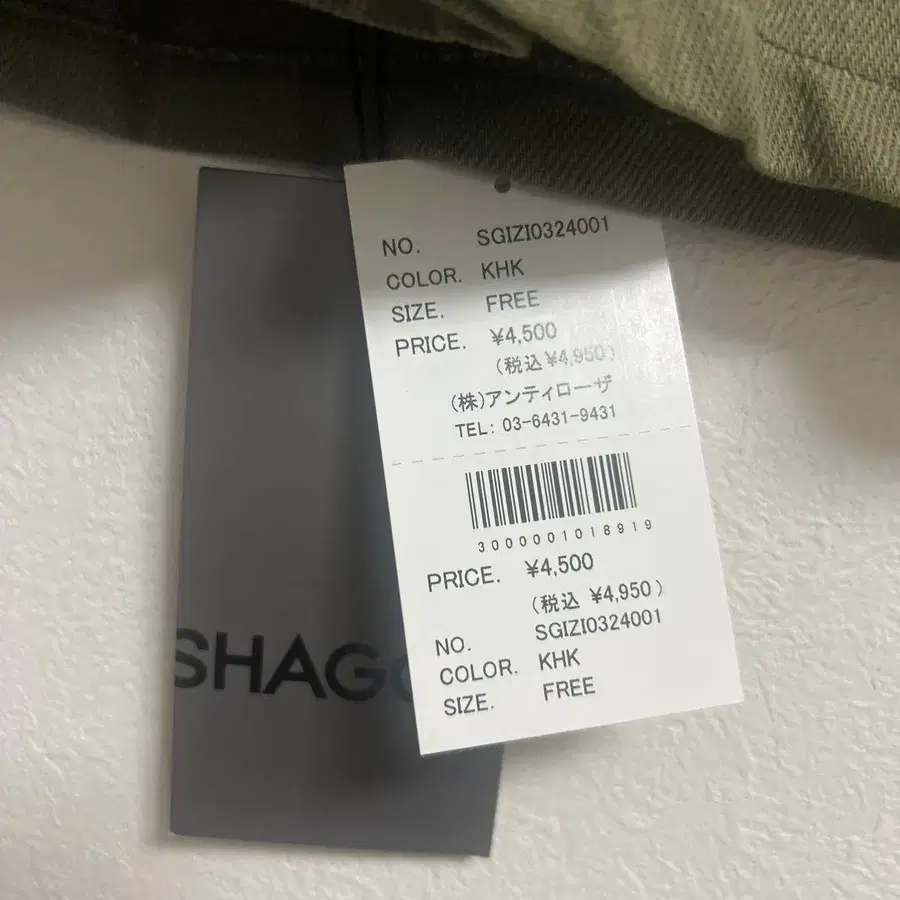 NO. SGIZI0324001
COLOR. KHK
SIZE. FREE
PRICE. ¥4,500
(税込¥4,950)
(株)アンティローザ
TEL: 03-6431-9431
3000001018919
PRICE. ¥4,500
(税込 ¥4,950)
NO. SGIZI0324001
COLOR. KHK
SIZE. FREE
SHAG